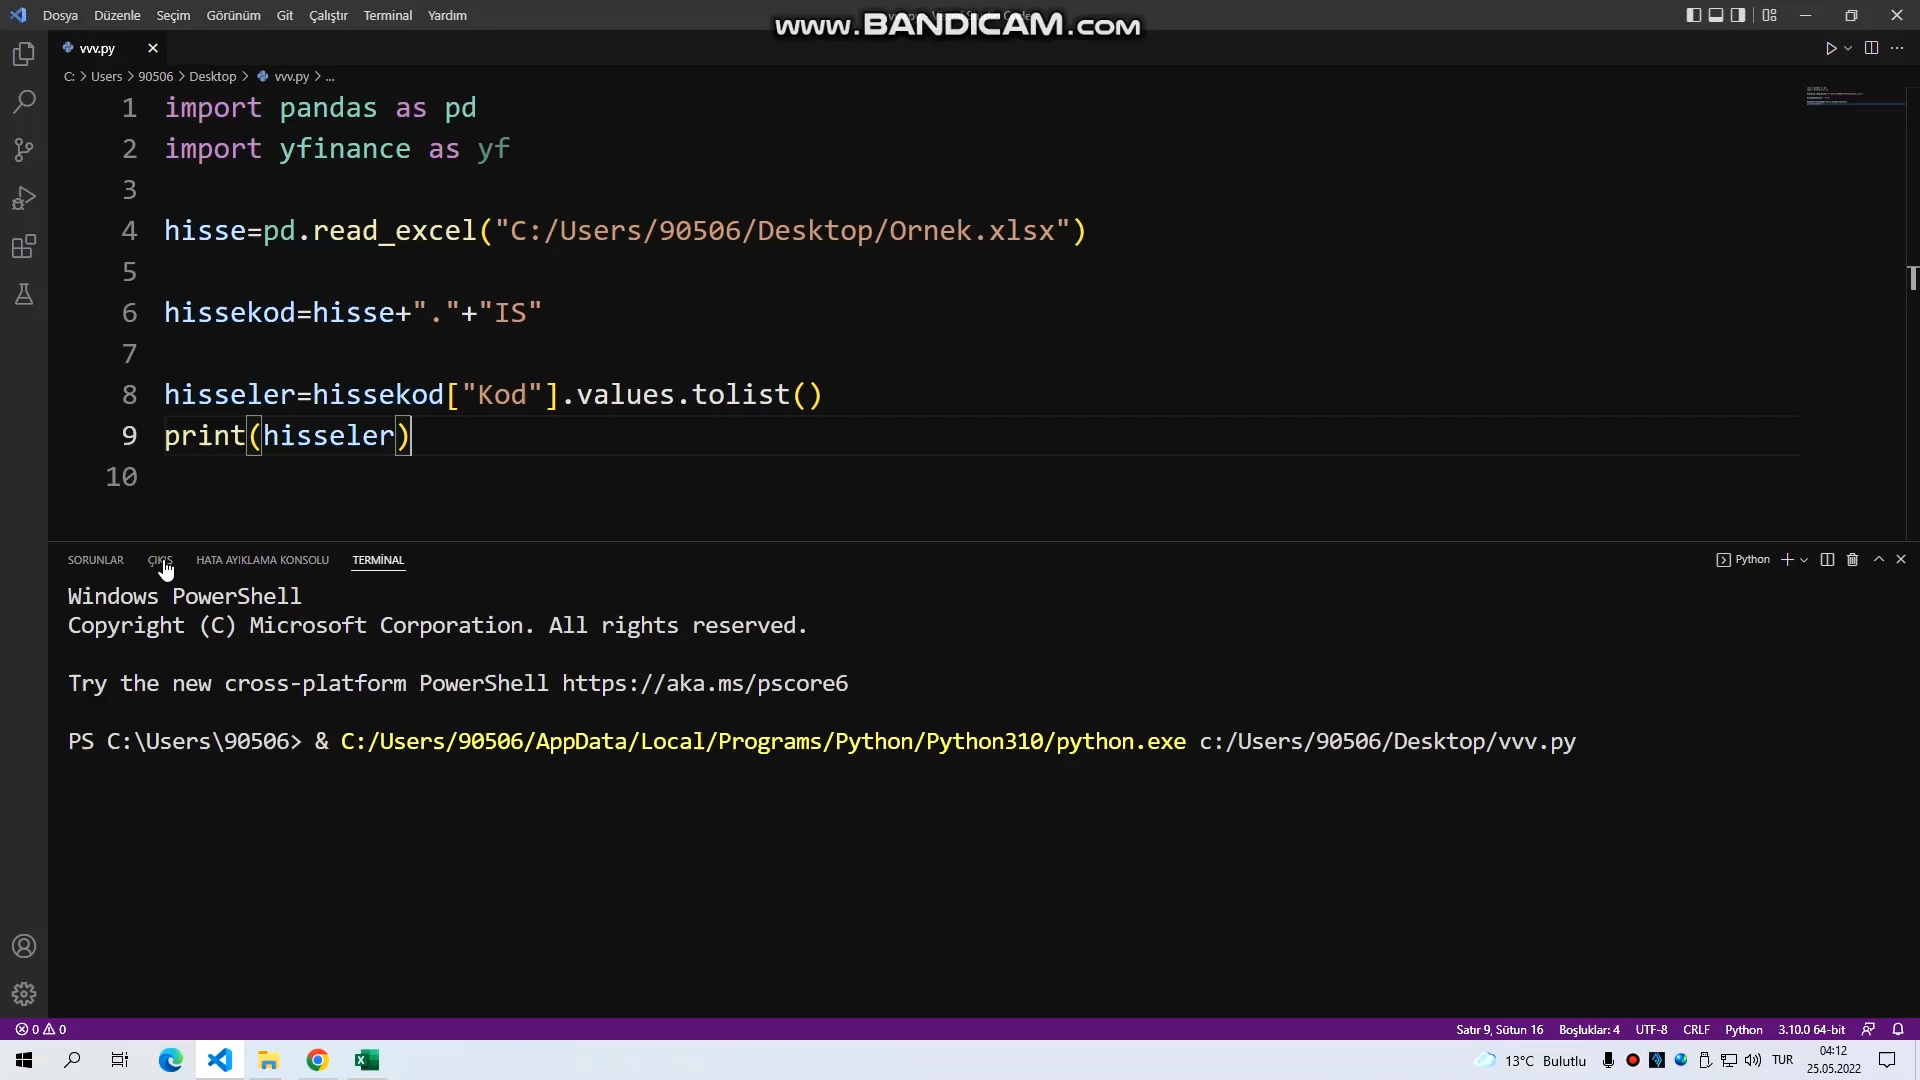 Dosya Düzenle Seçim Görünüm Git Çalıştır Terminal Yardım
www.BANDICAM.com
vvv.py
C: > Users > 90506 > Desktop > vvv.py > ...
1 import pandas as pd
2 import yfinance as yf
3
4 hisse=pd.read_excel("C:/Users/90506/Desktop/Ornek.xlsx")
5
6 hissekod=hisse+"."+"IS"
7
8 hisseler=hissekod["Kod"].values.tolist()
9 print(hisseler)
10
SORUNLAR ÇIKIŞ HATA AYIKLAMA KONSOLU TERMİNAL Python
Windows PowerShell
Copyright (C) Microsoft Corporation. All rights reserved.
Try the new cross-platform PowerShell https://aka.ms/pscore6
PS C:\Users\90506> & C:/Users/90506/AppData/Local/Programs/Python/Python310/python.exe c:/Users/90506/Desktop/vvv.py
0 0 Satır 9, Sütun 16 Boşluklar: 4 UTF-8 CRLF Python 3.10.0 64-bit
13°C Bulutlu TUR 04:12
25.05.2022